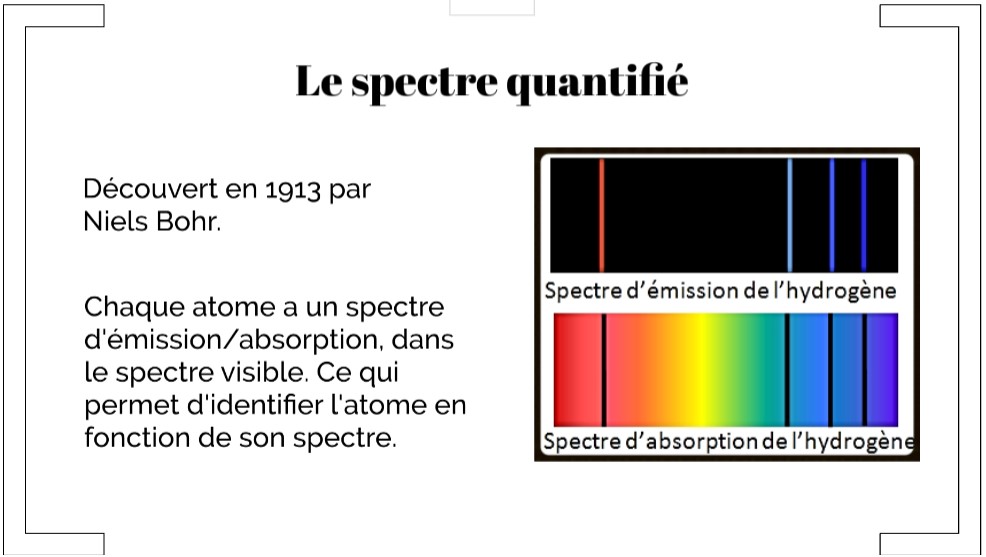 Le spectre quantifié
Découvert en 1913 par
Niels Bohr.
Chaque atome a un spectre
d'émission/absorption, dans
le spectre visible. Ce qui
permet d'identifier l'atome en
fonction de son spectre.
Spectre d'émission de l'hydrogène
Spectre d'absorption de l'hydrogène